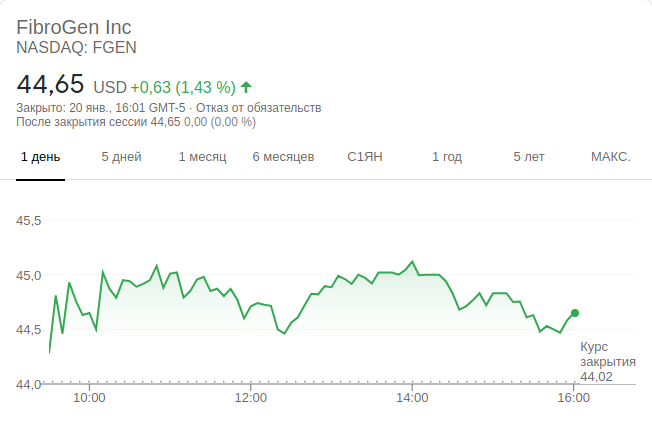 FibroGen Inc
NASDAQ: FGEN
44,65 USD +0,63 (1,43 %)
Закрыто: 20 янв., 16:01 GMT-5 · Отказ от обязательств
После закрытия сессии 44,65 0,00 (0,00 %)
1 день 5 дней 1 месяц 6 месяцев С1ЯН 1 год 5 лет МАКС.
45,5
45,0
44,5
44,0
Курс
закрытия
44,02
10:00 12:00 14:00 16:00